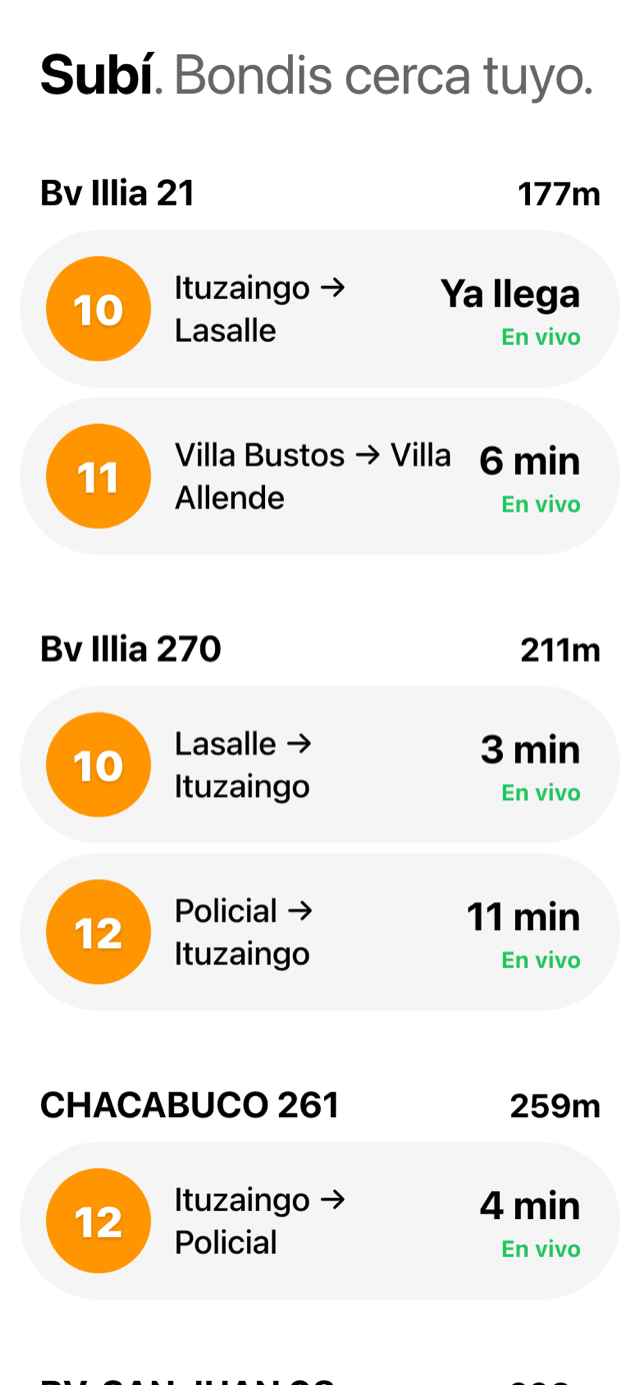 Subí. Bondis cerca tuyo.
Bv Illia 21 177m
10 Ituzaingo →
Lasalle
Ya llega
En vivo
11 Villa Bustos → Villa
Allende
6 min
En vivo
Bv Illia 270 211m
10 Lasalle →
Ituzaingo
3 min
En vivo
12 Policial →
Ituzaingo
11 min
En vivo
CHACABUCO 261 259m
12 Ituzaingo →
Policial
4 min
En vivo